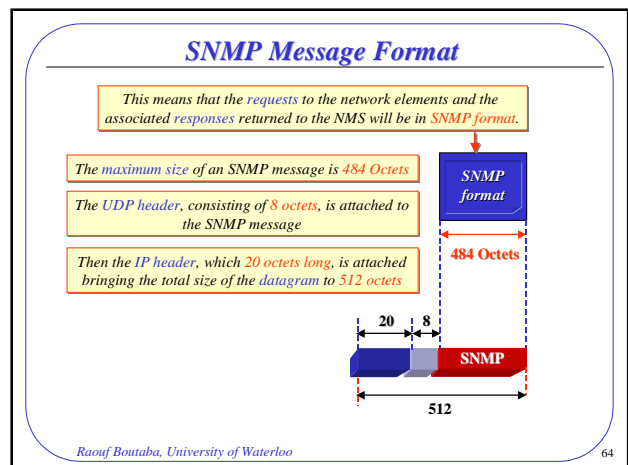 SNMP Message Format
This means that the requests to the network elements and the
associated responses returned to the NMS will be in SNMP format.
The maximum size of an SNMP message is 484 Octets
SNMP
format
The UDP header, consisting of 8 octets, is attached to
the SNMP message
484 Octets
Then the IP header, which 20 octets long, is attached
bringing the total size of the datagram to 512 octets
20 8
SNMP
512
Raouf Boutaba, University of Waterloo
64